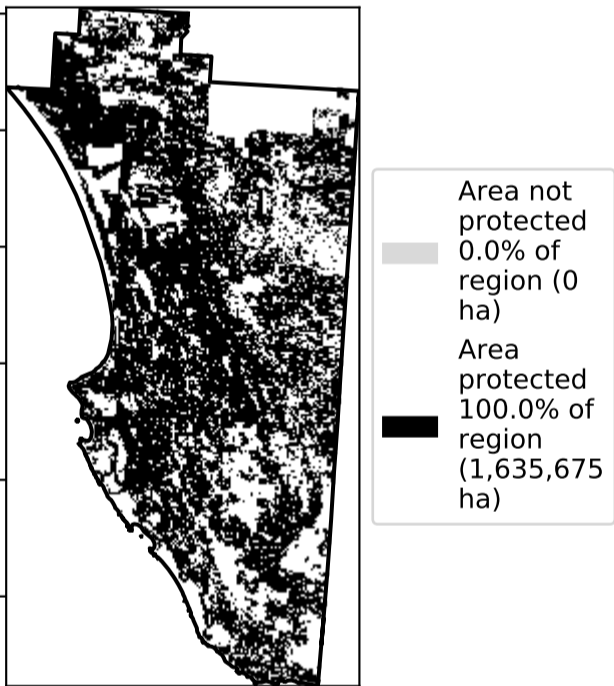 Area not
protected
0.0% of
region (0
ha)
Area
protected
100.0% of
region
(1,635,675
ha)